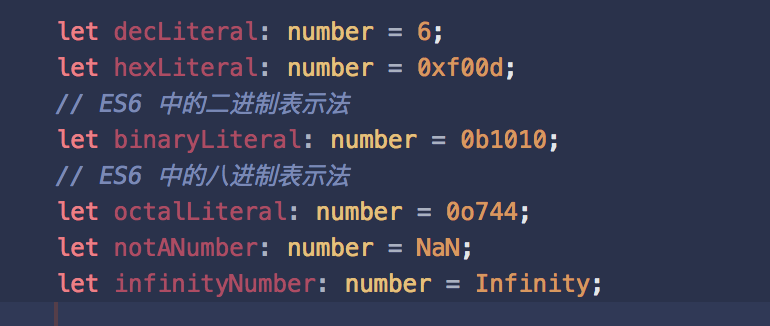 let decLiteral: number = 6;
let hexLiteral: number = 0xf00d;
// ES6 中的二进制表示法
let binaryLiteral: number = 0b1010;
// ES6 中的八进制表示法
let octalLiteral: number = 0o744;
let notANumber: number = NaN;
let infinityNumber: number = Infinity;